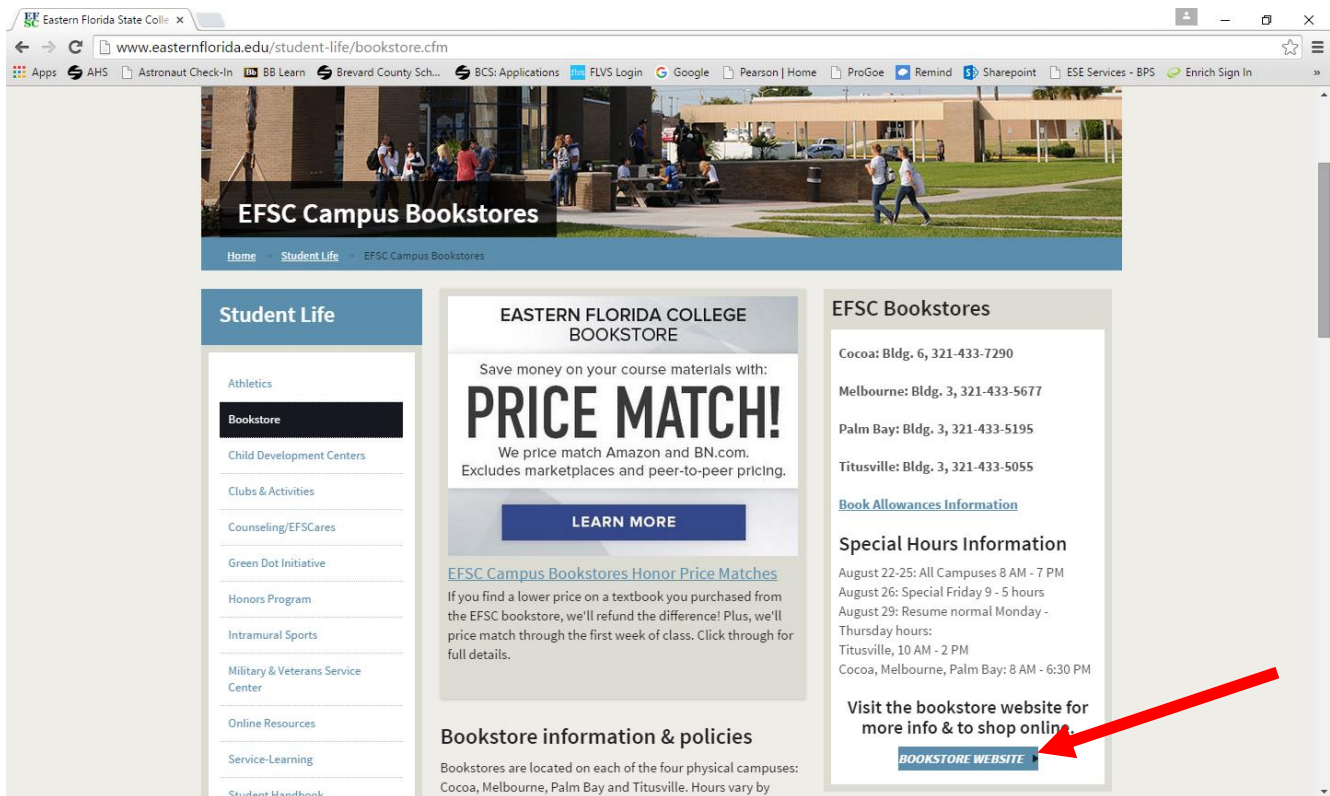 EF
SC
Eastern Florida State Colle ×
www.easternflorida.edu/student-life/bookstore.cfm
Apps AHS Astronaut Check-In BB Learn Brevard County Sch... BCS: Applications FLVS Login Google Pearson | Home ProGoe Remind Sharepoint ESE Services - BPS Enrich Sign In »
EFSC Campus Bookstores
Home » Student Life » EFSC Campus Bookstores
Student Life
Athletics
Bookstore
Child Development Centers
Clubs & Activities
Counseling/EFSCares
Green Dot Initiative
Honors Program
Intramural Sports
Military & Veterans Service
Center
Online Resources
Service-Learning
Student Handbook
EASTERN FLORIDA COLLEGE
BOOKSTORE
Save money on your course materials with:
PRICE MATCH!
We price match Amazon and BN.com.
Excludes marketplaces and peer-to-peer pricing.
LEARN MORE
EFSC Campus Bookstores Honor Price Matches
If you find a lower price on a textbook you purchased from
the EFSC bookstore, we'll refund the difference! Plus, we'll
price match through the first week of class. Click through for
full details.
Bookstore information & policies
Bookstores are located on each of the four physical campuses:
Cocoa, Melbourne, Palm Bay and Titusville. Hours vary by
EFSC Bookstores
Cocoa: Bldg. 6, 321-433-7290
Melbourne: Bldg. 3, 321-433-5677
Palm Bay: Bldg. 3, 321-433-5195
Titusville: Bldg. 3, 321-433-5055
Book Allowances Information
Special Hours Information
August 22-25: All Campuses 8 AM - 7 PM
August 26: Special Friday 9 - 5 hours
August 29: Resume normal Monday -
Thursday hours:
Titusville, 10 AM - 2 PM
Cocoa, Melbourne, Palm Bay: 8 AM - 6:30 PM
Visit the bookstore website for
more info & to shop online.
BOOKSTORE WEBSITE